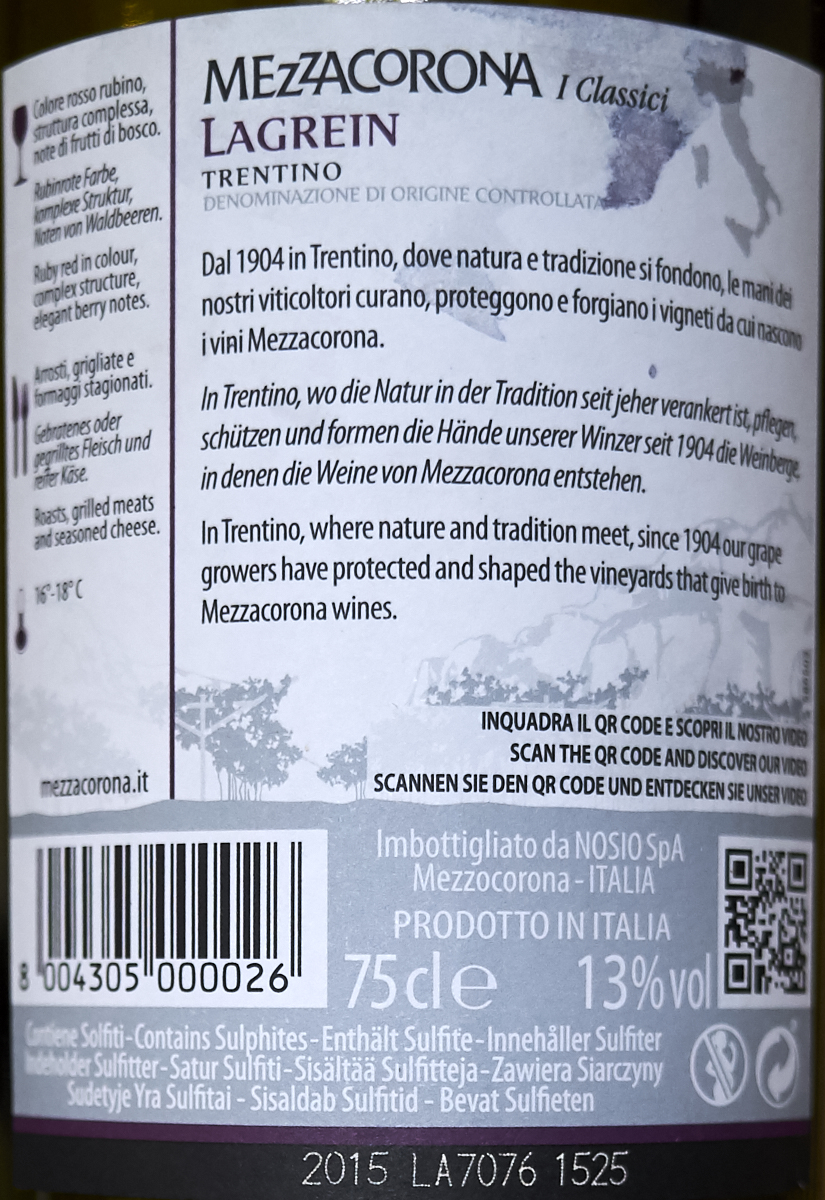 Colore rosso rubino,
struttura complessa,
note di frutti di bosco.
Rubinrote Farbe,
komplexe Struktur,
Noten von Waldbeeren.
Ruby red in colour,
complex structure,
elegant berry notes.
Arrosti, grigliate e
formaggi stagionati.
Gebratenes oder
gegrilltes Fleisch und
reifer Käse.
Roasts, grilled meats
and seasoned cheese.
16°-18° C
mezzacorona.it
MEZZACORONA I Classici
LAGREIN
TRENTINO
DENOMINAZIONE DI ORIGINE CONTROLLATA
Dal 1904 in Trentino, dove natura e tradizione si fondono, le mani dei
nostri viticoltori curano, proteggono e forgiano i vigneti da cui nascono
i vini Mezzacorona.
In Trentino, wo die Natur in der Tradition seit jeher verankert ist, pflegen,
schützen und formen die Hände unserer Winzer seit 1904 die Weinberge,
in denen die Weine von Mezzacorona entstehen.
In Trentino, where nature and tradition meet, since 1904 our grape
growers have protected and shaped the vineyards that give birth to
Mezzacorona wines.
INQUADRA IL QR CODE E SCOPRI IL NOSTRO VIDEO
SCAN THE QR CODE AND DISCOVER OUR VIDEO
SCANNEN SIE DEN QR CODE UND ENTDECKEN SIE UNSER VIDEO
8 004305 000026
Imbottigliato da NOSIO SpA
Mezzocorona - ITALIA
PRODOTTO IN ITALIA
75cl e 13% vol
Contiene Solfiti - Contains Sulphites - Enthält Sulfite - Innehåller Sulfiter
Indeholder Sulfitter - Satur Sulfiti - Sisältää Sulfitteja - Zawiera Siarczyny
Sudetyje Yra Sulfitai - Sisaldab Sulfitid - Bevat Sulfieten
2015 LA7076 1525